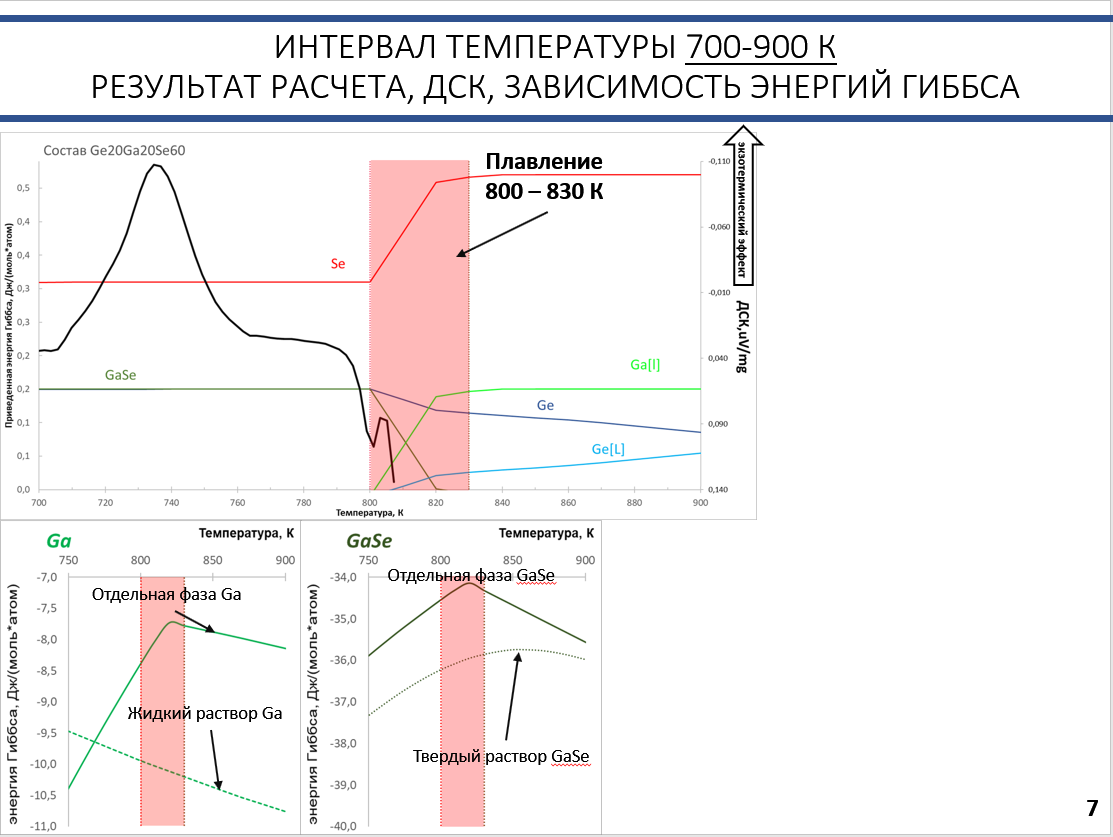 ИНТЕРВАЛ ТЕМПЕРАТУРЫ 700-900 К
РЕЗУЛЬТАТ РАСЧЕТА, ДСК, ЗАВИСИМОСТЬ ЭНЕРГИЙ ГИББСА
Состав Ge20Ga20Se60
Плавление
800 – 830 К
Приведенная энергия Гиббса, Дж/(моль*атом)
0,5
0,4
0,4
0,3
0,3
0,2
0,2
0,1
0,1
0,0
Se
GaSe
Ga[l]
Ge
Ge[L]
-0,110
-0,060
-0,010
0,040
0,090
0,140
экзотермический эффект
ДСК,uV/mg
700 720 740 760 780 800 820 840 860 880 900
Температура, К
Ga
Температура, К
750 800 850 900
-7,0
-7,5
-8,0
-8,5
-9,0
-9,5
-10,0
-10,5
-11,0
энергия Гиббса, Дж/(моль*атом)
Отдельная фаза Ga
Жидкий раствор Ga
GaSe
Температура, К
750 800 850 900
-34,0
-35,0
-36,0
-37,0
-38,0
-39,0
-40,0
энергия Гиббса, Дж/(моль*атом)
Отдельная фаза GaSe
Твердый раствор GaSe
7